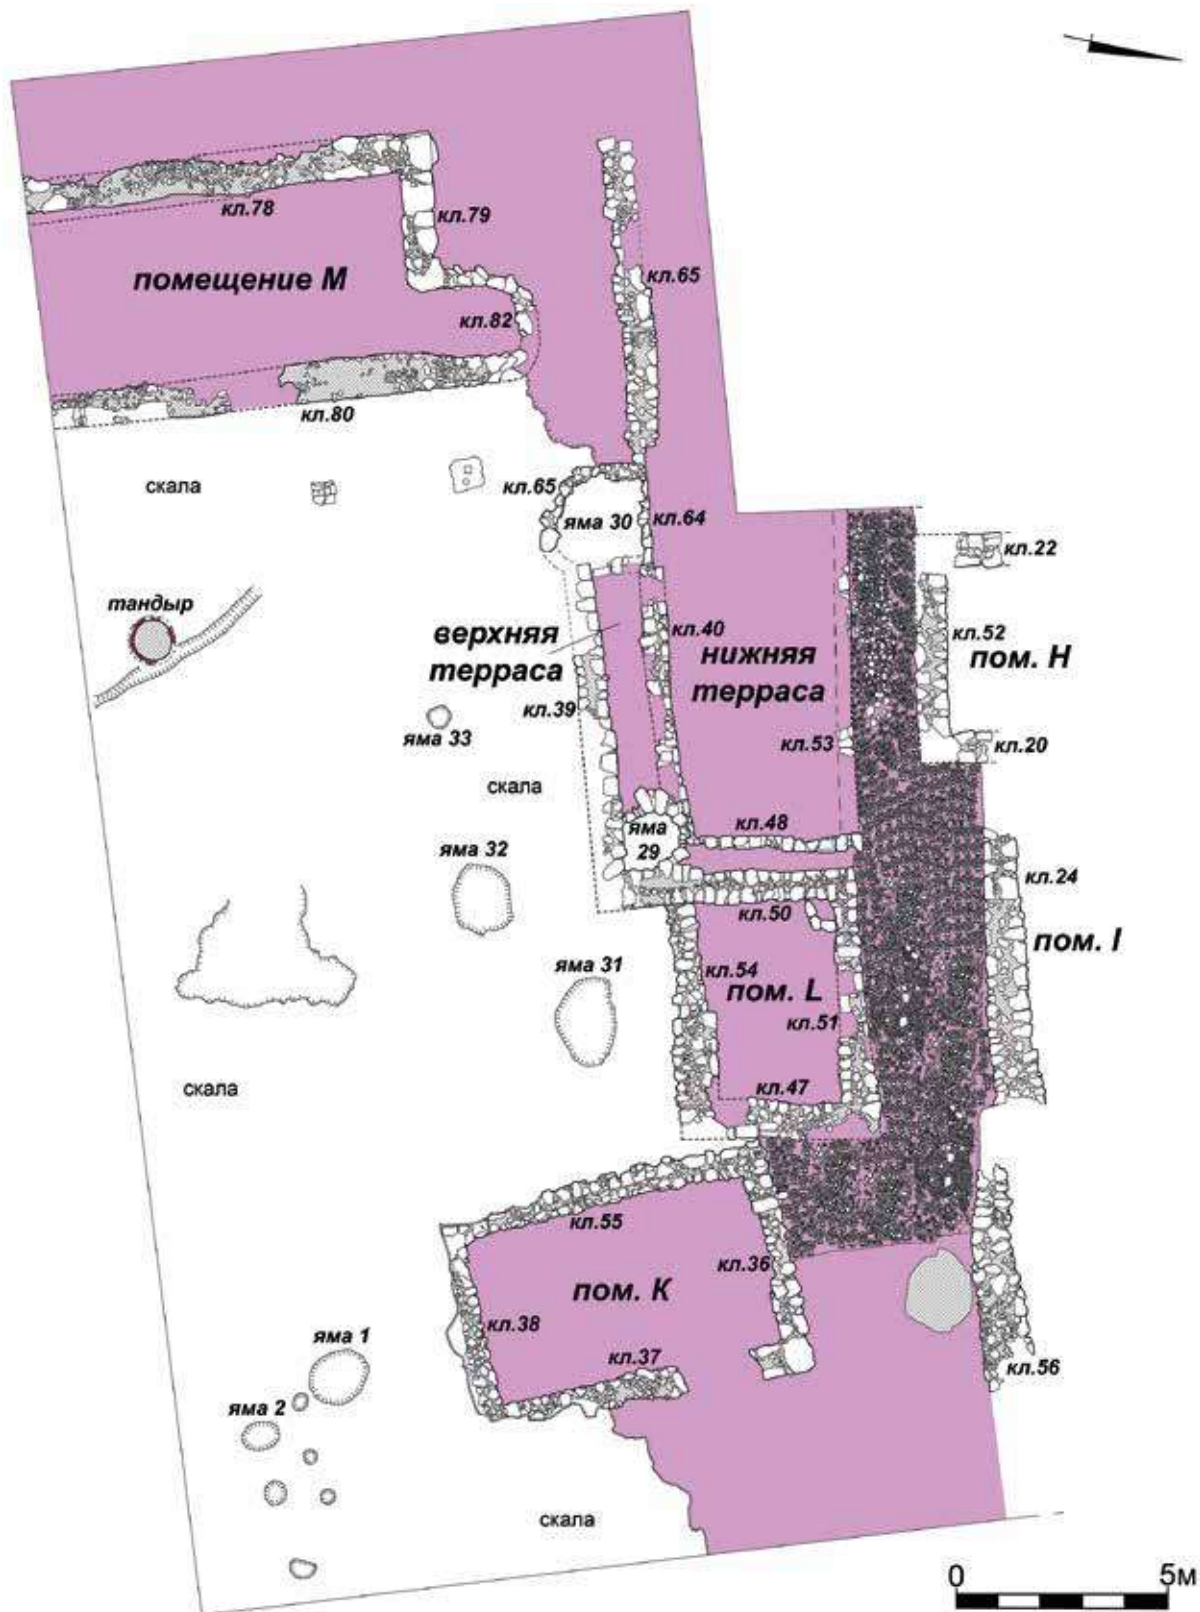 кл.78
кл.79
помещение М
кл.65
кл.82
кл.80
скала
кл.65
яма 30
кл.64
кл.22
тандыр
верхняя
терраса
кл.40
нижняя
терраса
кл.52
пом. Н
кл.39
яма 33
кл.53
кл.20
скала
кл.48
яма
29
яма 32
кл.24
кл.50
пом. I
яма 31
кл.54
пом. L
кл.51
скала
кл.47
кл.55
кл.36
пом. К
кл.38
яма 1
кл.37
кл.56
яма 2
скала
0 5м